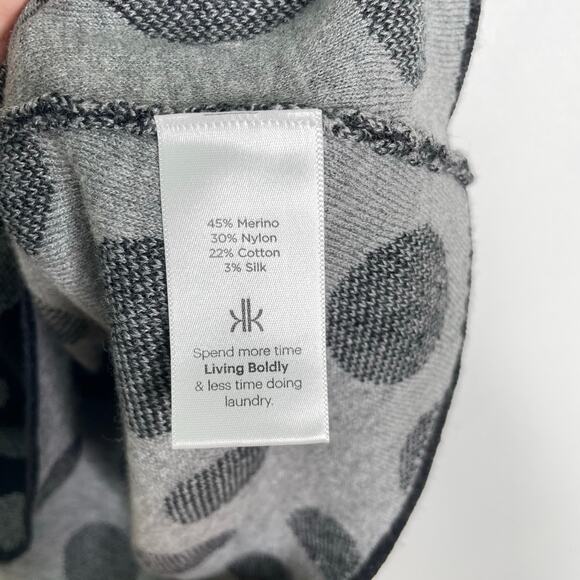 45% Merino
30% Nylon
22% Cotton
3% Silk
kk
Spend more time
Living Boldly
& less time doing
laundry.